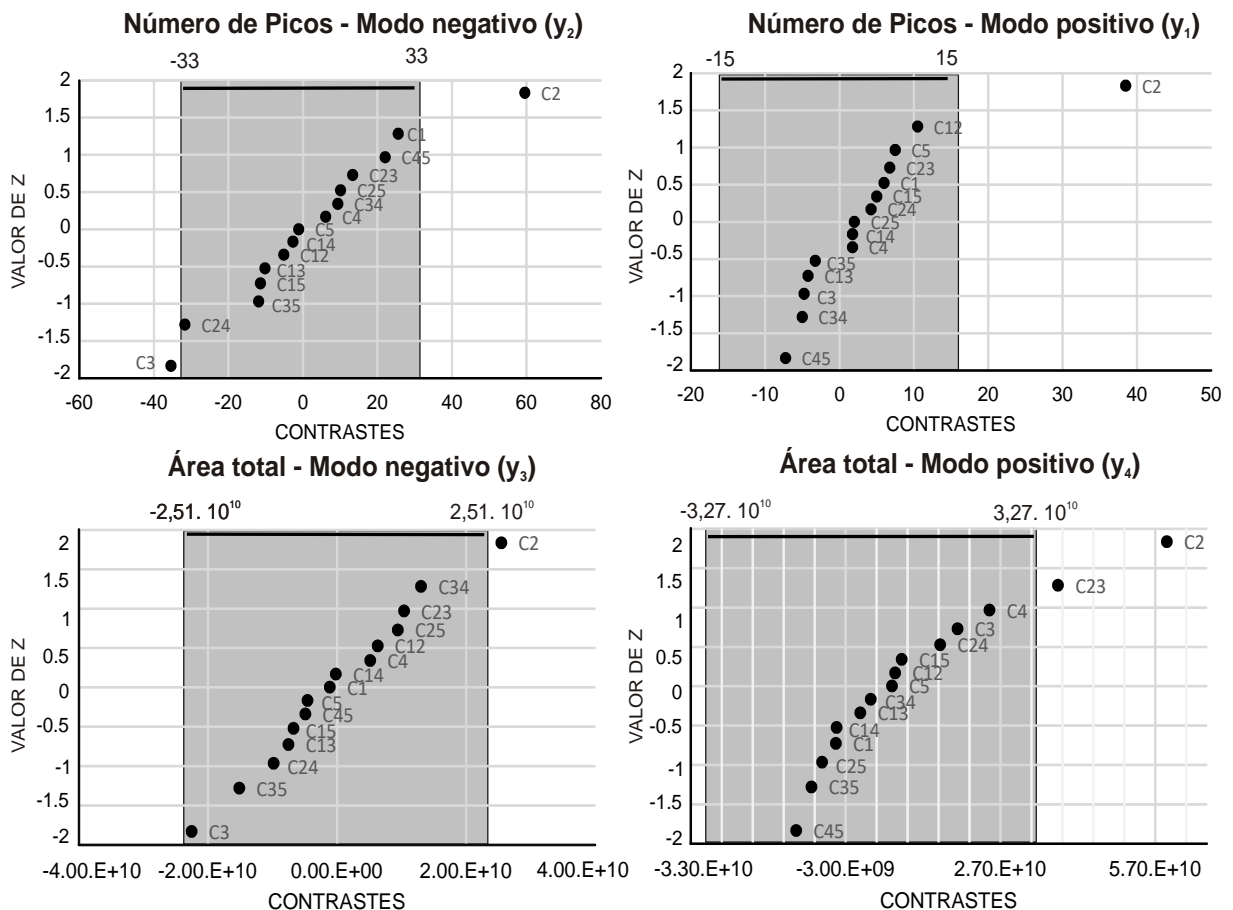 Número de Picos - Modo negativo (y₂)
-33
33
2
1.5
1
0.5
0
-0.5
-1
-1.5
-2
VALOR DE Z
C2
C1
C45
C23
C25
C34
C4
C5
C14
C12
C13
C15
C35
C24
C3
-60 -40 -20 0 20 40 60 80
CONTRASTES
Número de Picos - Modo positivo (y₁)
-15
15
2
1.5
1
0.5
0
-0.5
-1
-1.5
-2
VALOR DE Z
C2
C12
C5
C23
C1
C15
C24
C25
C14
C4
C35
C13
C3
C34
C45
-20 -10 0 10 20 30 40 50
CONTRASTES
Área total - Modo negativo (y₃)
-2,51. 10¹⁰
2,51. 10¹⁰
2
1.5
1
0.5
0
-0.5
-1
-1.5
-2
VALOR DE Z
C2
C34
C23
C25
C12
C4
C14
C1
C5
C45
C15
C13
C24
C35
C3
-4.00.E+10 -2.00.E+10 0.00.E+00 2.00.E+10 4.00.E+10
CONTRASTES
Área total - Modo positivo (y₄)
-3,27. 10¹⁰
3,27. 10¹⁰
2
1.5
1
0.5
0
-0.5
-1
-1.5
-2
VALOR DE Z
C2
C23
C4
C3
C24
C15
C12
C5
C34
C13
C14
C1
C25
C35
C45
-3.30.E+10 -3.00.E+09 2.70.E+10 5.70.E+10
CONTRASTES